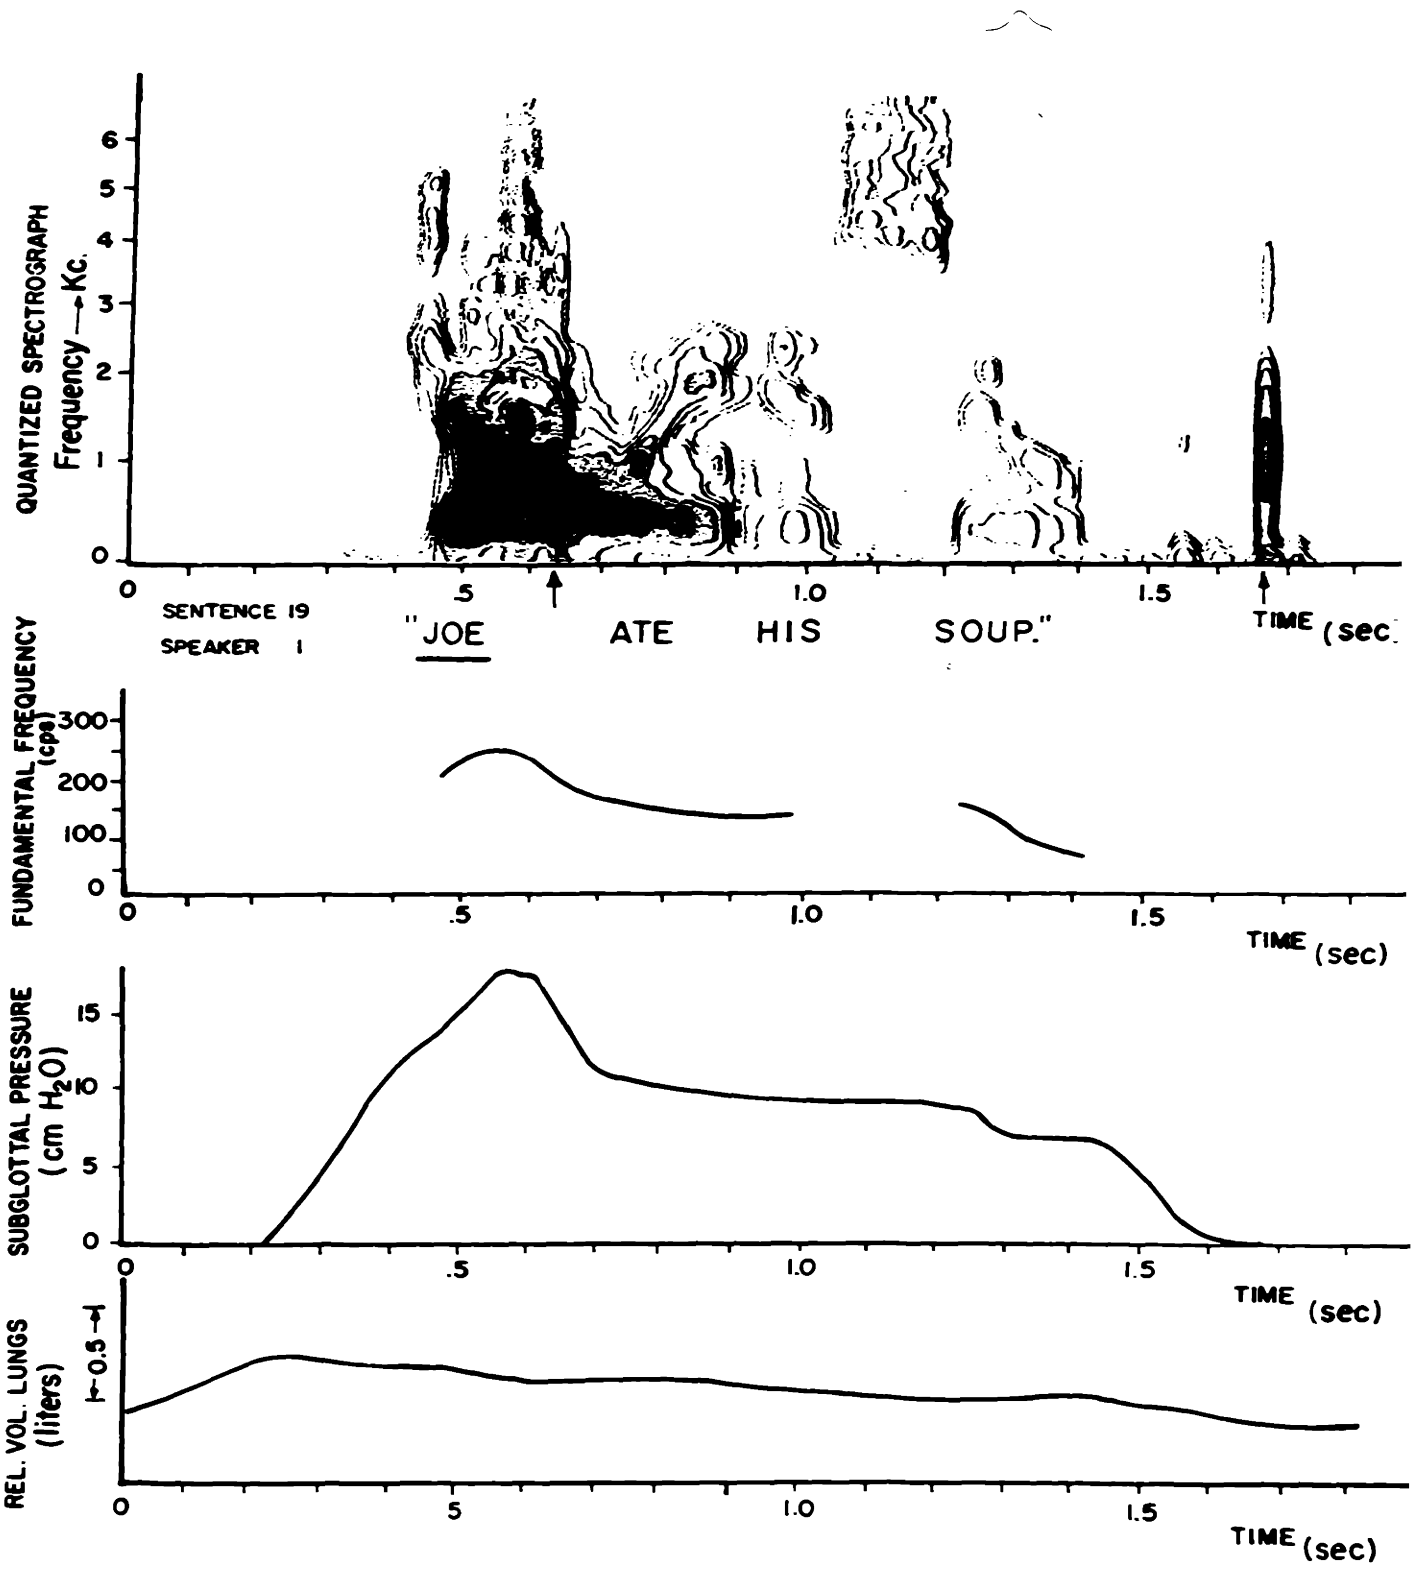 QUANTIZED SPECTROGRAPH
Frequency → Kc.
6
5
4
3
2
1
0
0 .5 1.0 1.5
TIME (sec.
SENTENCE 19
SPEAKER 1
"JOE ATE HIS SOUP."
FUNDAMENTAL FREQUENCY
(cps)
300
200
100
0
0 .5 1.0 1.5
TIME (sec)
SUBGLOTTAL PRESSURE
(cm H₂O)
15
10
5
0
0 .5 1.0 1.5
TIME (sec)
REL. VOL. LUNGS
(liters)
0.5
0 5 1.0 1.5
TIME (sec)